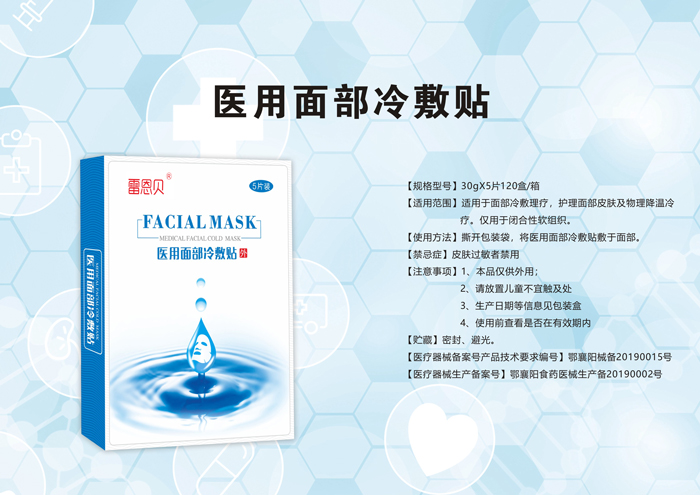 医用面部冷敷贴
雷恩贝®
5片装
FACIAL MASK
MEDICAL FACIAL COLD MASK
医用面部冷敷贴 外
医用面部冷敷贴
MEDICAL FACIAL COLD MASK
【规格型号】30gX5片120盒/箱
【适用范围】适用于面部冷敷理疗，护理面部皮肤及物理降温冷
疗。仅用于闭合性软组织。
【使用方法】撕开包装袋，将医用面部冷敷贴敷于面部。
【禁忌症】皮肤过敏者禁用
【注意事项】1、本品仅供外用；
2、请放置儿童不宜触及处
3、生产日期等信息见包装盒
4、使用前查看是否在有效期内
【贮藏】密封、避光。
【医疗器械备案号产品技术要求编号】鄂襄阳械备20190015号
【医疗器械生产备案号】鄂襄阳食药医械生产备20190002号